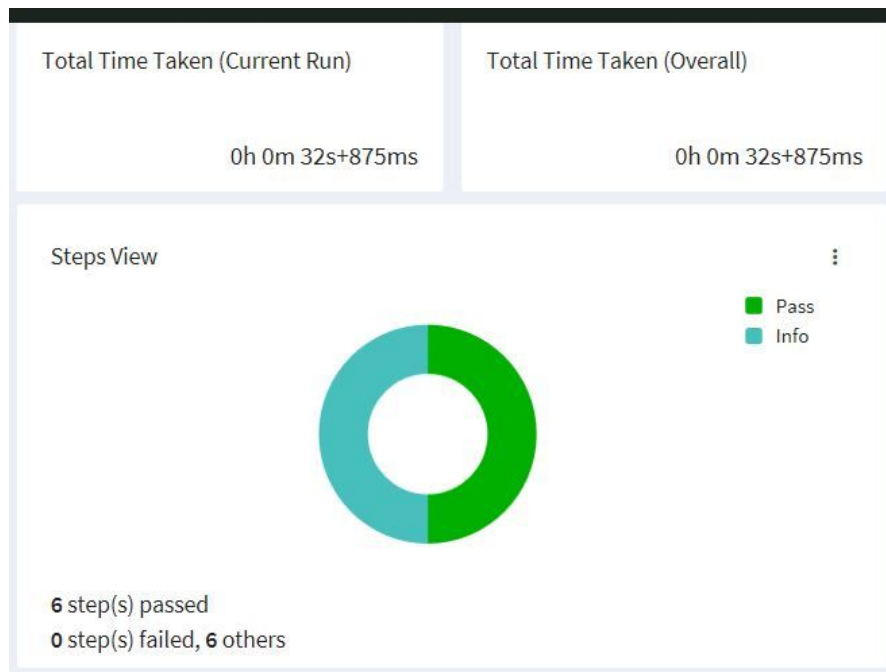 Total Time Taken (Current Run)
0h 0m 32s+875ms
Total Time Taken (Overall)
0h 0m 32s+875ms
Steps View
Pass
Info
6 step(s) passed
0 step(s) failed, 6 others